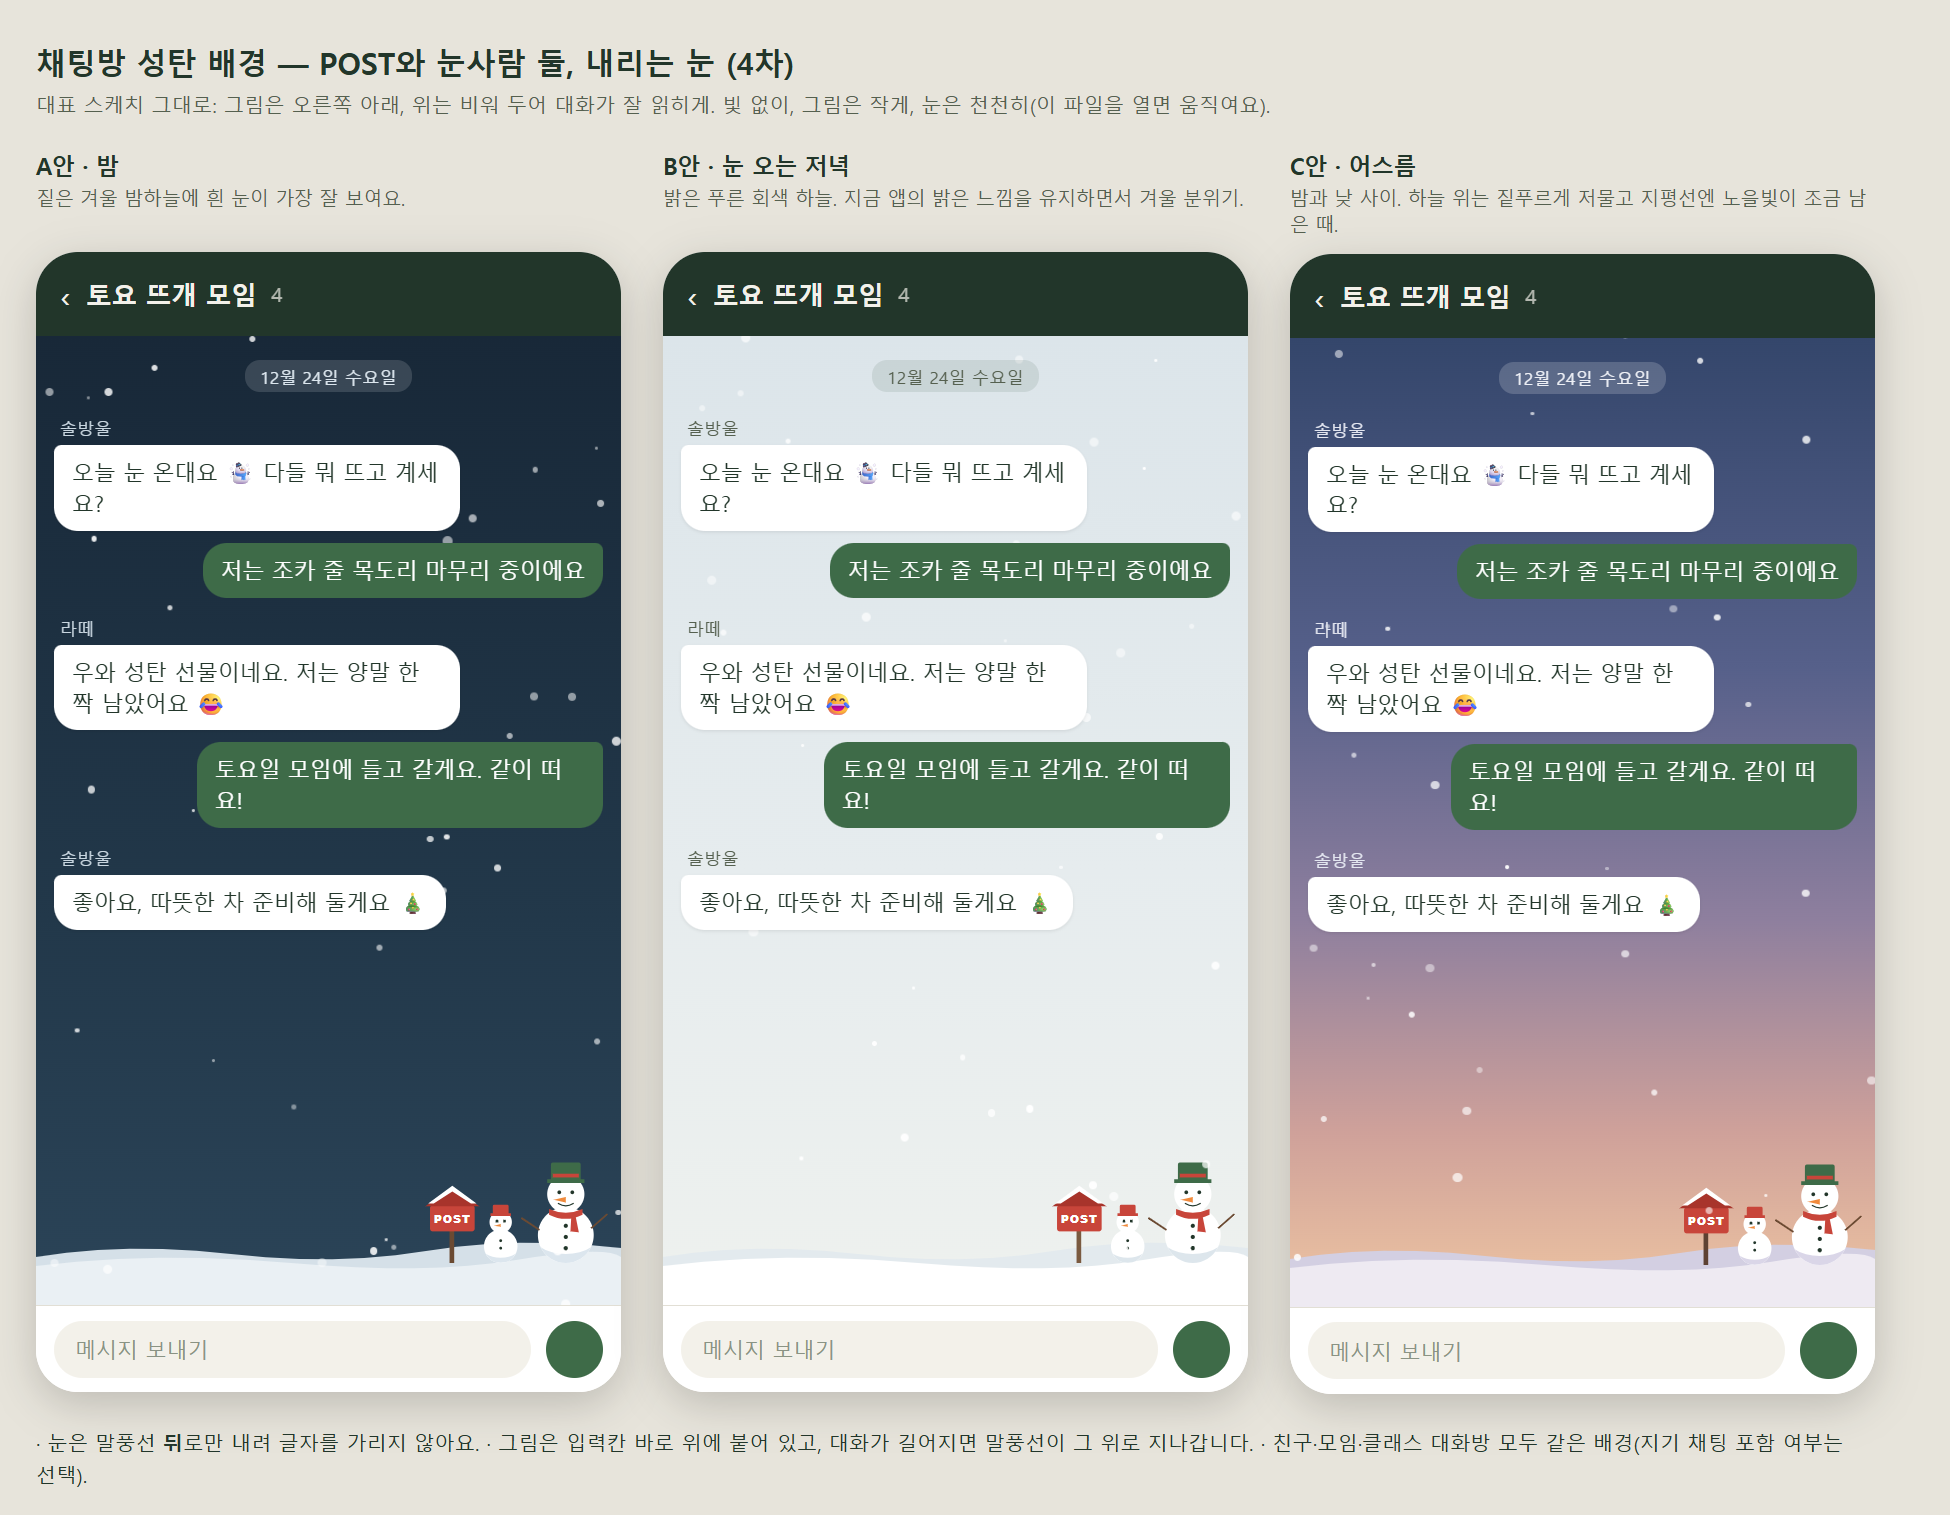 채팅방 성탄 배경 — POST와 눈사람 둘, 내리는 눈 (4차)
대표 스케치 그대로: 그림은 오른쪽 아래, 위는 비워 두어 대화가 잘 읽히게. 빛 없이, 그림은 작게, 눈은 천천히(이 파일을 열면 움직여요).
A안 · 밤
짙은 겨울 밤하늘에 흰 눈이 가장 잘 보여요.
‹ 토요 뜨개 모임 4
12월 24일 수요일
솔방울
오늘 눈 온대요 ☃️ 다들 뭐 뜨고 계세
요?
저는 조카 줄 목도리 마무리 중이에요
라떼
우와 성탄 선물이네요. 저는 양말 한
짝 남았어요 😂
토요일 모임에 들고 갈게요. 같이 떠
요!
솔방울
좋아요, 따뜻한 차 준비해 둘게요 🎄
POST
메시지 보내기
B안 · 눈 오는 저녁
밝은 푸른 회색 하늘. 지금 앱의 밝은 느낌을 유지하면서 겨울 분위기.
‹ 토요 뜨개 모임 4
12월 24일 수요일
솔방울
오늘 눈 온대요 ☃️ 다들 뭐 뜨고 계세
요?
저는 조카 줄 목도리 마무리 중이에요
라떼
우와 성탄 선물이네요. 저는 양말 한
짝 남았어요 😂
토요일 모임에 들고 갈게요. 같이 떠
요!
솔방울
좋아요, 따뜻한 차 준비해 둘게요 🎄
POST
메시지 보내기
C안 · 어스름
밤과 낮 사이. 하늘 위는 짙푸르게 저물고 지평선엔 노을빛이 조금 남
은 때.
‹ 토요 뜨개 모임 4
12월 24일 수요일
솔방울
오늘 눈 온대요 ☃️ 다들 뭐 뜨고 계세
요?
저는 조카 줄 목도리 마무리 중이에요
라떼
우와 성탄 선물이네요. 저는 양말 한
짝 남았어요 😂
토요일 모임에 들고 갈게요. 같이 떠
요!
솔방울
좋아요, 따뜻한 차 준비해 둘게요 🎄
POST
메시지 보내기
· 눈은 말풍선 뒤로만 내려 글자를 가리지 않아요. · 그림은 입력칸 바로 위에 붙어 있고, 대화가 길어지면 말풍선이 그 위로 지나갑니다. · 친구·모임·클래스 대화방 모두 같은 배경(지기 채팅 포함 여부는
선택).